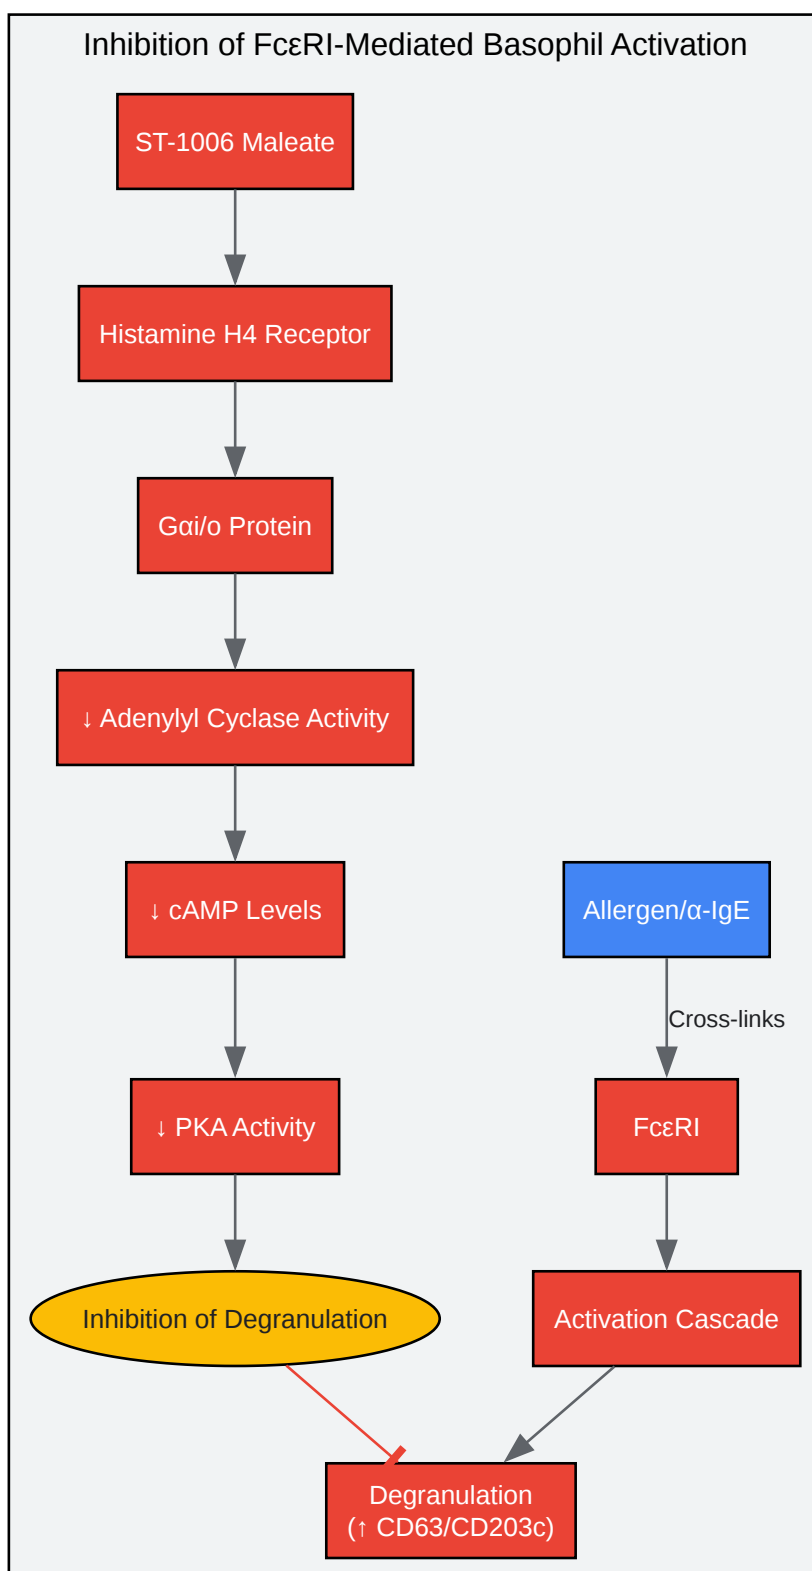 Inhibition of FcεRI-Mediated Basophil Activation
ST-1006 Maleate
Histamine H4 Receptor
Gαi/o Protein
↓ Adenylyl Cyclase Activity
↓ cAMP Levels
Allergen/α-IgE
Cross-links
↓ PKA Activity
FcεRI
Inhibition of Degranulation
Activation Cascade
Degranulation
(↑ CD63/CD203c)